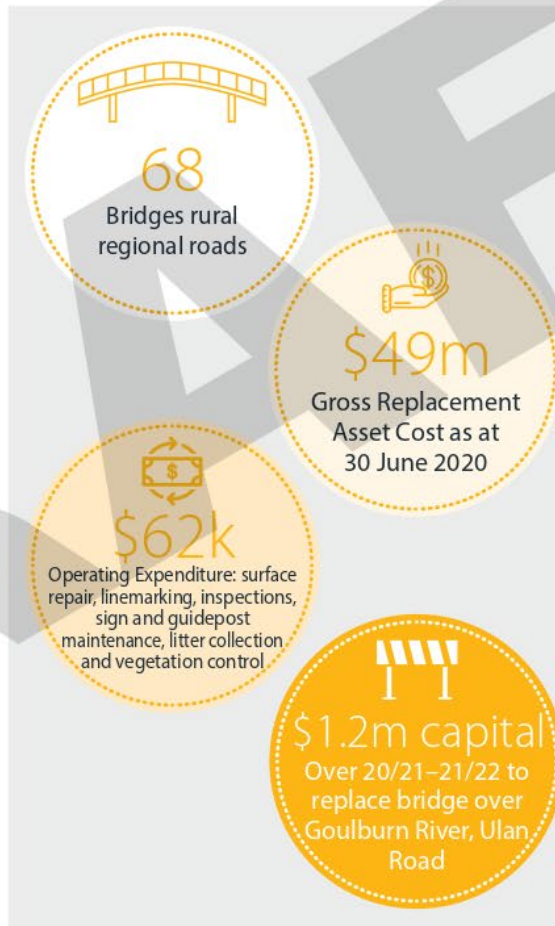 68
Bridges rural
regional roads
$49m
Gross Replacement
Asset Cost as at
30 June 2020
$62k
Operating Expenditure: surface
repair, linemarking, inspections,
sign and guidepost
maintenance, litter collection
and vegetation control
$1.2m capital
Over 20/21–21/22 to
replace bridge over
Goulburn River, Ulan
Road